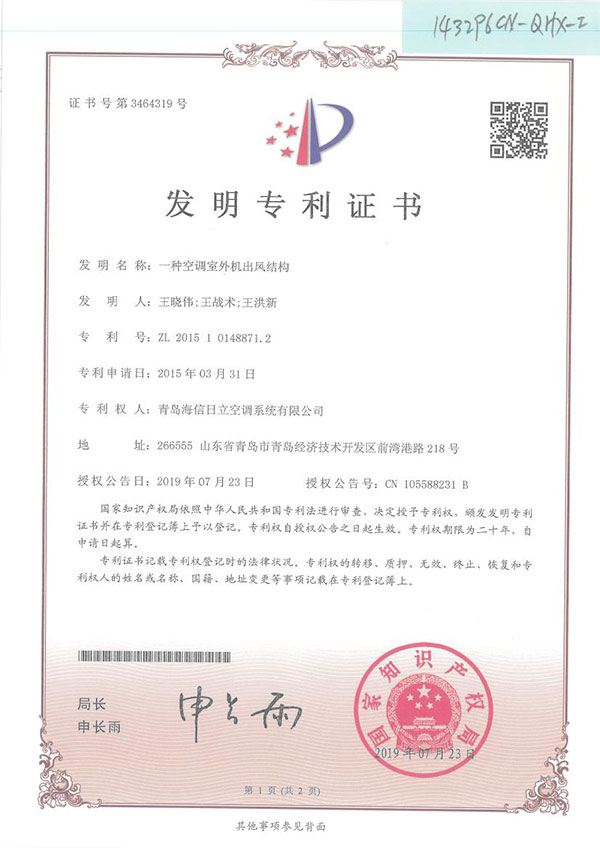 143296CN-QHX-I
证书号第3464319号
发明专利证书
发明名称：一种空调室外机出风结构
发明人：王晓伟;王战术;王洪新
专利号：ZL 2015 1 0148871.2
专利申请日：2015年03月31日
专利权人：青岛海信日立空调系统有限公司
地址：266555 山东省青岛市青岛经济技术开发区前湾港路218号
授权公告日：2019年07月23日 授权公告号：CN 105588231 B
国家知识产权局依照中华人民共和国专利法进行审查，决定授予专利权，颁发发明专利
证书并在专利登记簿上予以登记。专利权自授权公告之日起生效。专利权期限为二十年，自
申请日起算。
专利证书记载专利权登记时的法律状况。专利权的转移、质押、无效、终止、恢复和专
利权人的姓名或名称、国籍、地址变更等事项记载在专利登记簿上。
局长
申长雨
申长雨
国家知识产权局
2019年07月23日
第1页(共2页)
其他事项参见背面